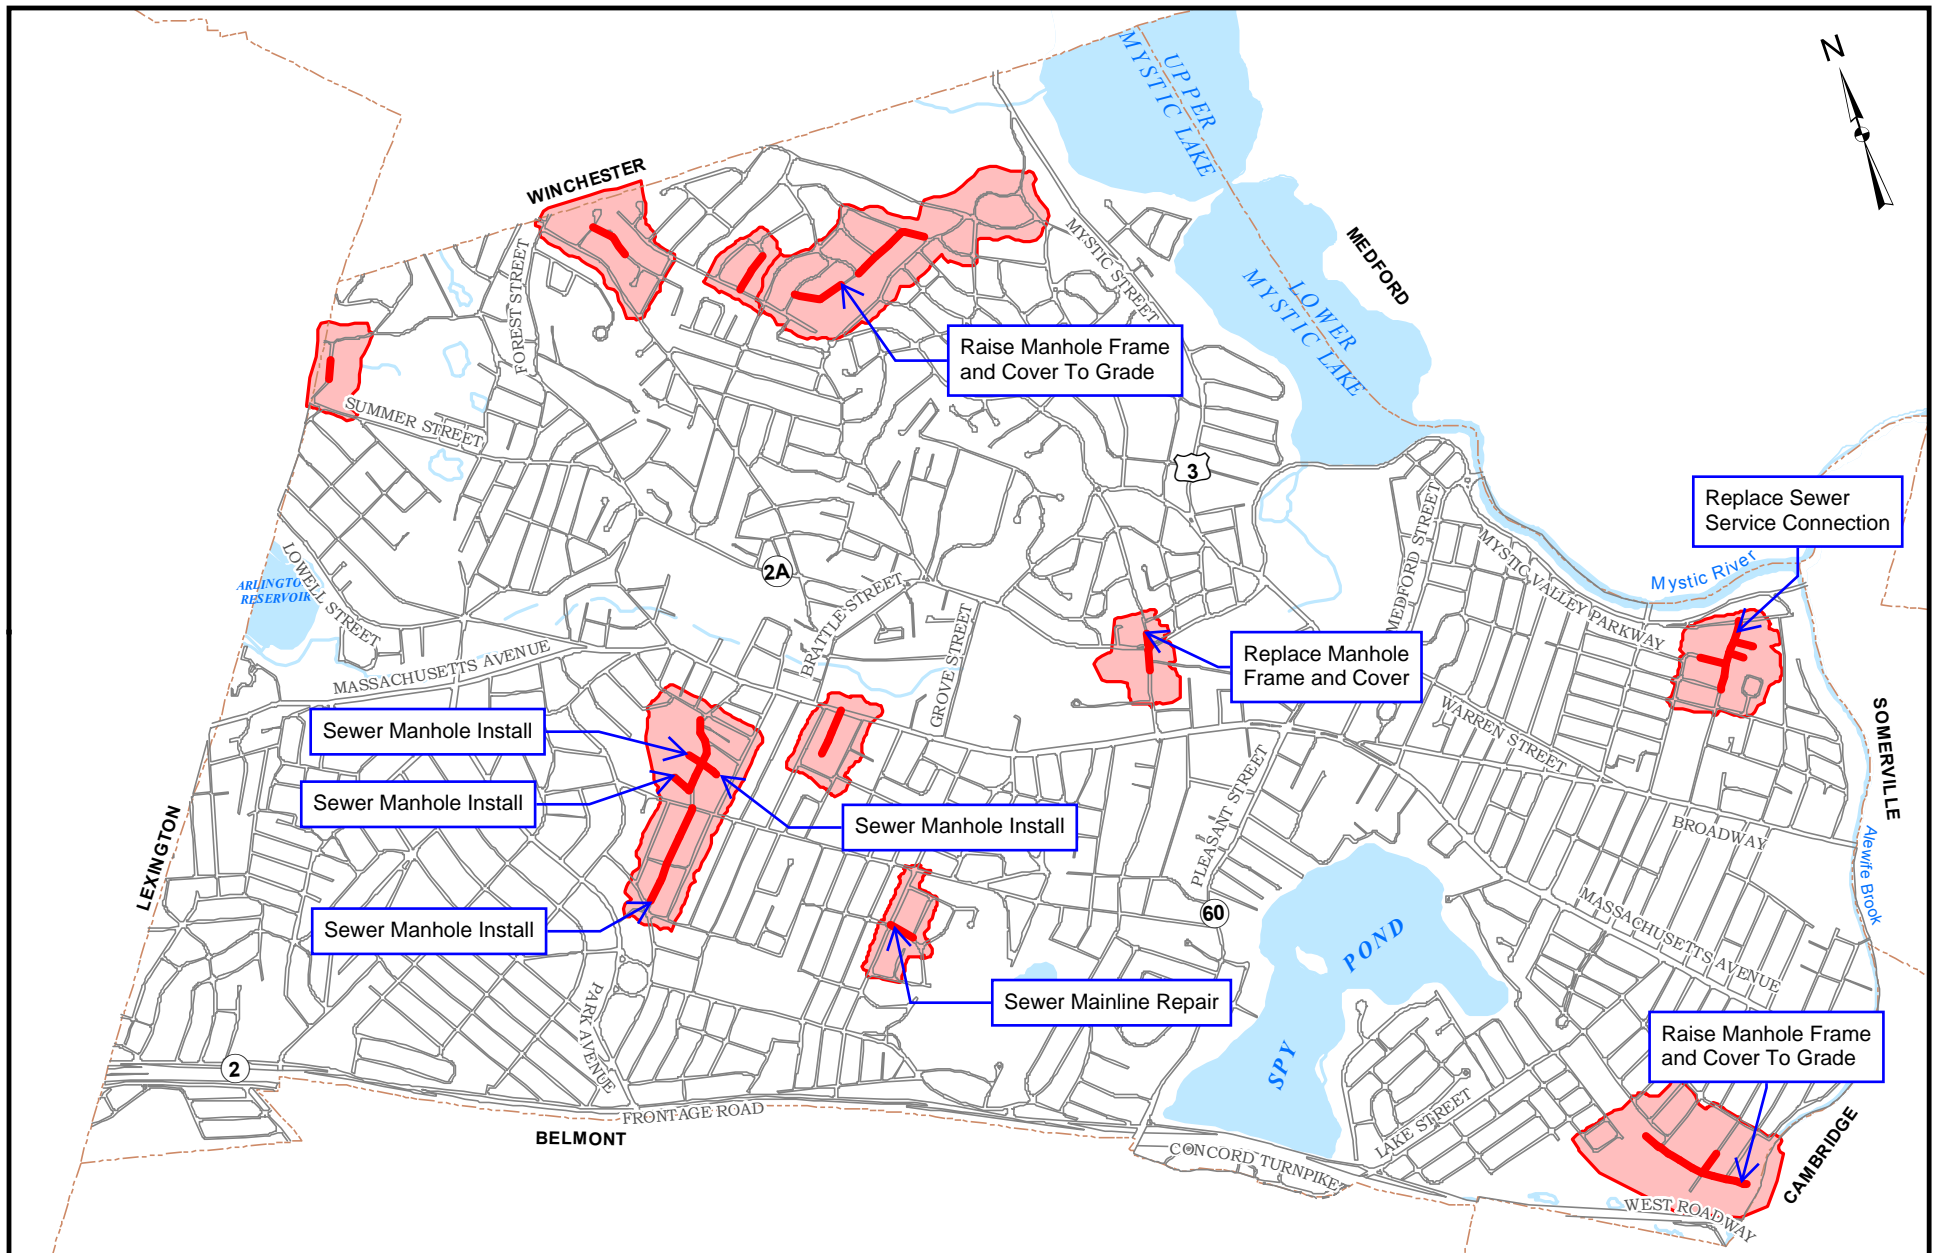 N
UPPER
MYSTIC LAKE
WINCHESTER
MEDFORD
MYSTIC STREET
FOREST STREET
LOWER
MYSTIC LAKE
Raise Manhole Frame
and Cover To Grade
SUMMER STREET
3
Replace Sewer
Service Connection
MEDFORD STREET
MYSTIC VALLEY PARKWAY
Mystic River
LOWELL STREET
ARLINGTO
RESERVOIR
2A
BRATTLE STREET
GROVE STREET
MASSACHUSETTS AVENUE
Replace Manhole
Frame and Cover
WARREN STREET
SOMERVILLE
Sewer Manhole Install
Sewer Manhole Install
Sewer Manhole Install
PLEASANT STREET
BROADWAY
Alewife Brook
LEXINGTON
60
MASSACHUSETTS AVENUE
Sewer Manhole Install
SPY POND
Sewer Mainline Repair
PARK AVENUE
Raise Manhole Frame
and Cover To Grade
2
FRONTAGE ROAD
BELMONT
LAKE STREET
CONCORD TURNPIKE
CAMBRIDGE
WEST ROADWAY